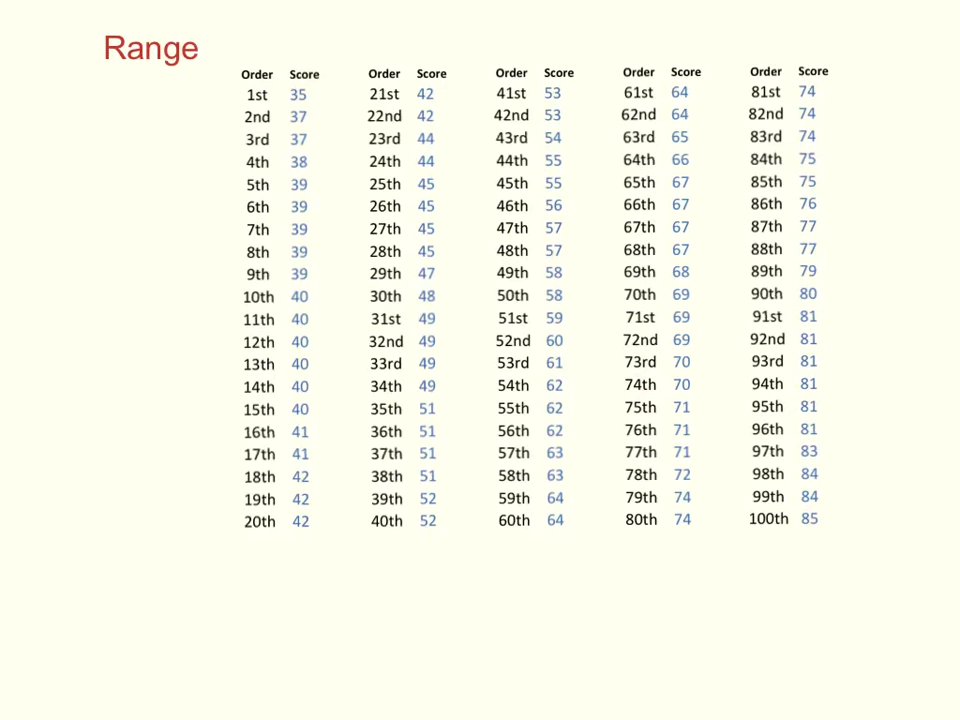 Range
Order Score Order Score Order Score Order Score Order Score
1st 35 21st 42 41st 53 61st 64 81st 74
2nd 37 22nd 42 42nd 53 62nd 64 82nd 74
3rd 37 23rd 44 43rd 54 63rd 65 83rd 74
4th 38 24th 44 44th 55 64th 66 84th 75
5th 39 25th 45 45th 55 65th 67 85th 75
6th 39 26th 45 46th 56 66th 67 86th 76
7th 39 27th 45 47th 57 67th 67 87th 77
8th 39 28th 45 48th 57 68th 67 88th 77
9th 39 29th 47 49th 58 69th 68 89th 79
10th 40 30th 48 50th 58 70th 69 90th 80
11th 40 31st 49 51st 59 71st 69 91st 81
12th 40 32nd 49 52nd 60 72nd 69 92nd 81
13th 40 33rd 49 53rd 61 73rd 70 93rd 81
14th 40 34th 49 54th 62 74th 70 94th 81
15th 40 35th 51 55th 62 75th 71 95th 81
16th 41 36th 51 56th 62 76th 71 96th 81
17th 41 37th 51 57th 63 77th 71 97th 83
18th 42 38th 51 58th 63 78th 72 98th 84
19th 42 39th 52 59th 64 79th 74 99th 84
20th 42 40th 52 60th 64 80th 74 100th 85